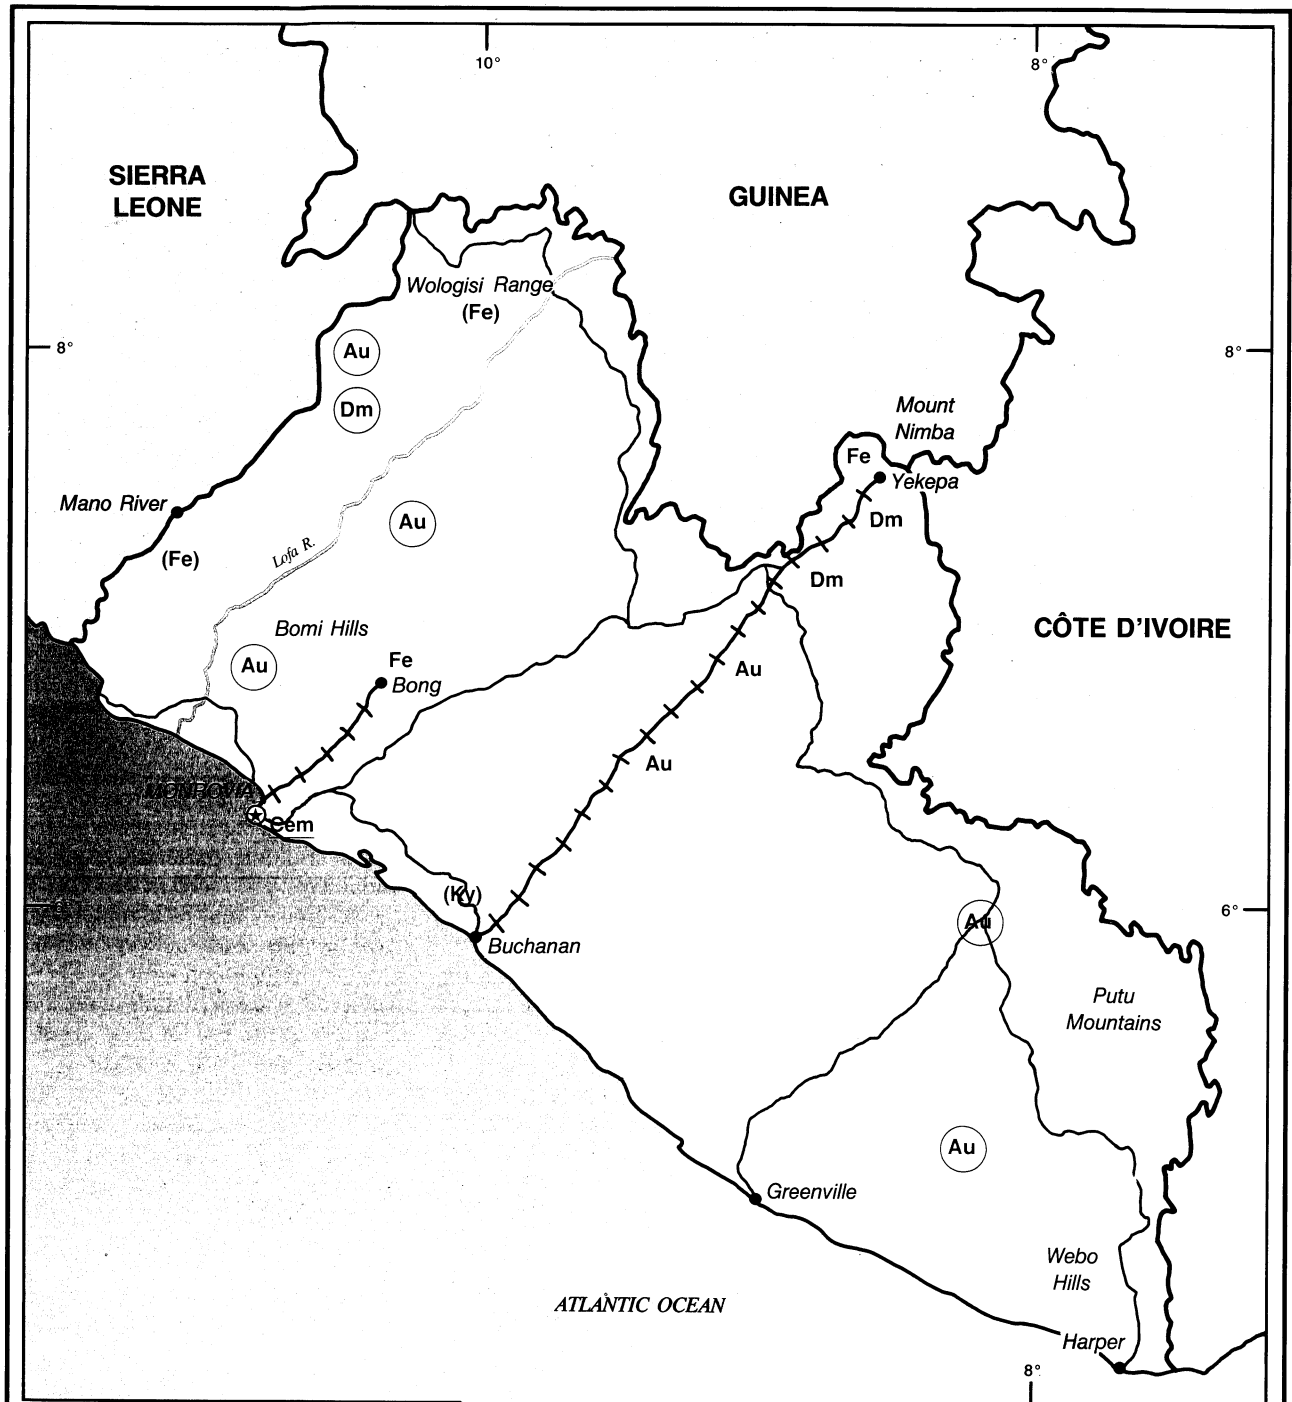 10°
8°
SIERRA
LEONE
GUINEA
Wologisi Range
(Fe)
8°
Au
8°
Dm
Mount
Nimba
Fe
Yekepa
Mano River
Au
Dm
(Fe)
Lofa R.
Dm
Bomi Hills
CÔTE D'IVOIRE
Au
Fe
Bong
Au
Au
MONROVIA
Cem
(Ky)
6°
Au
Buchanan
Putu
Mountains
Au
Greenville
Webo
Hills
ATLANTIC OCEAN
Harper
8°